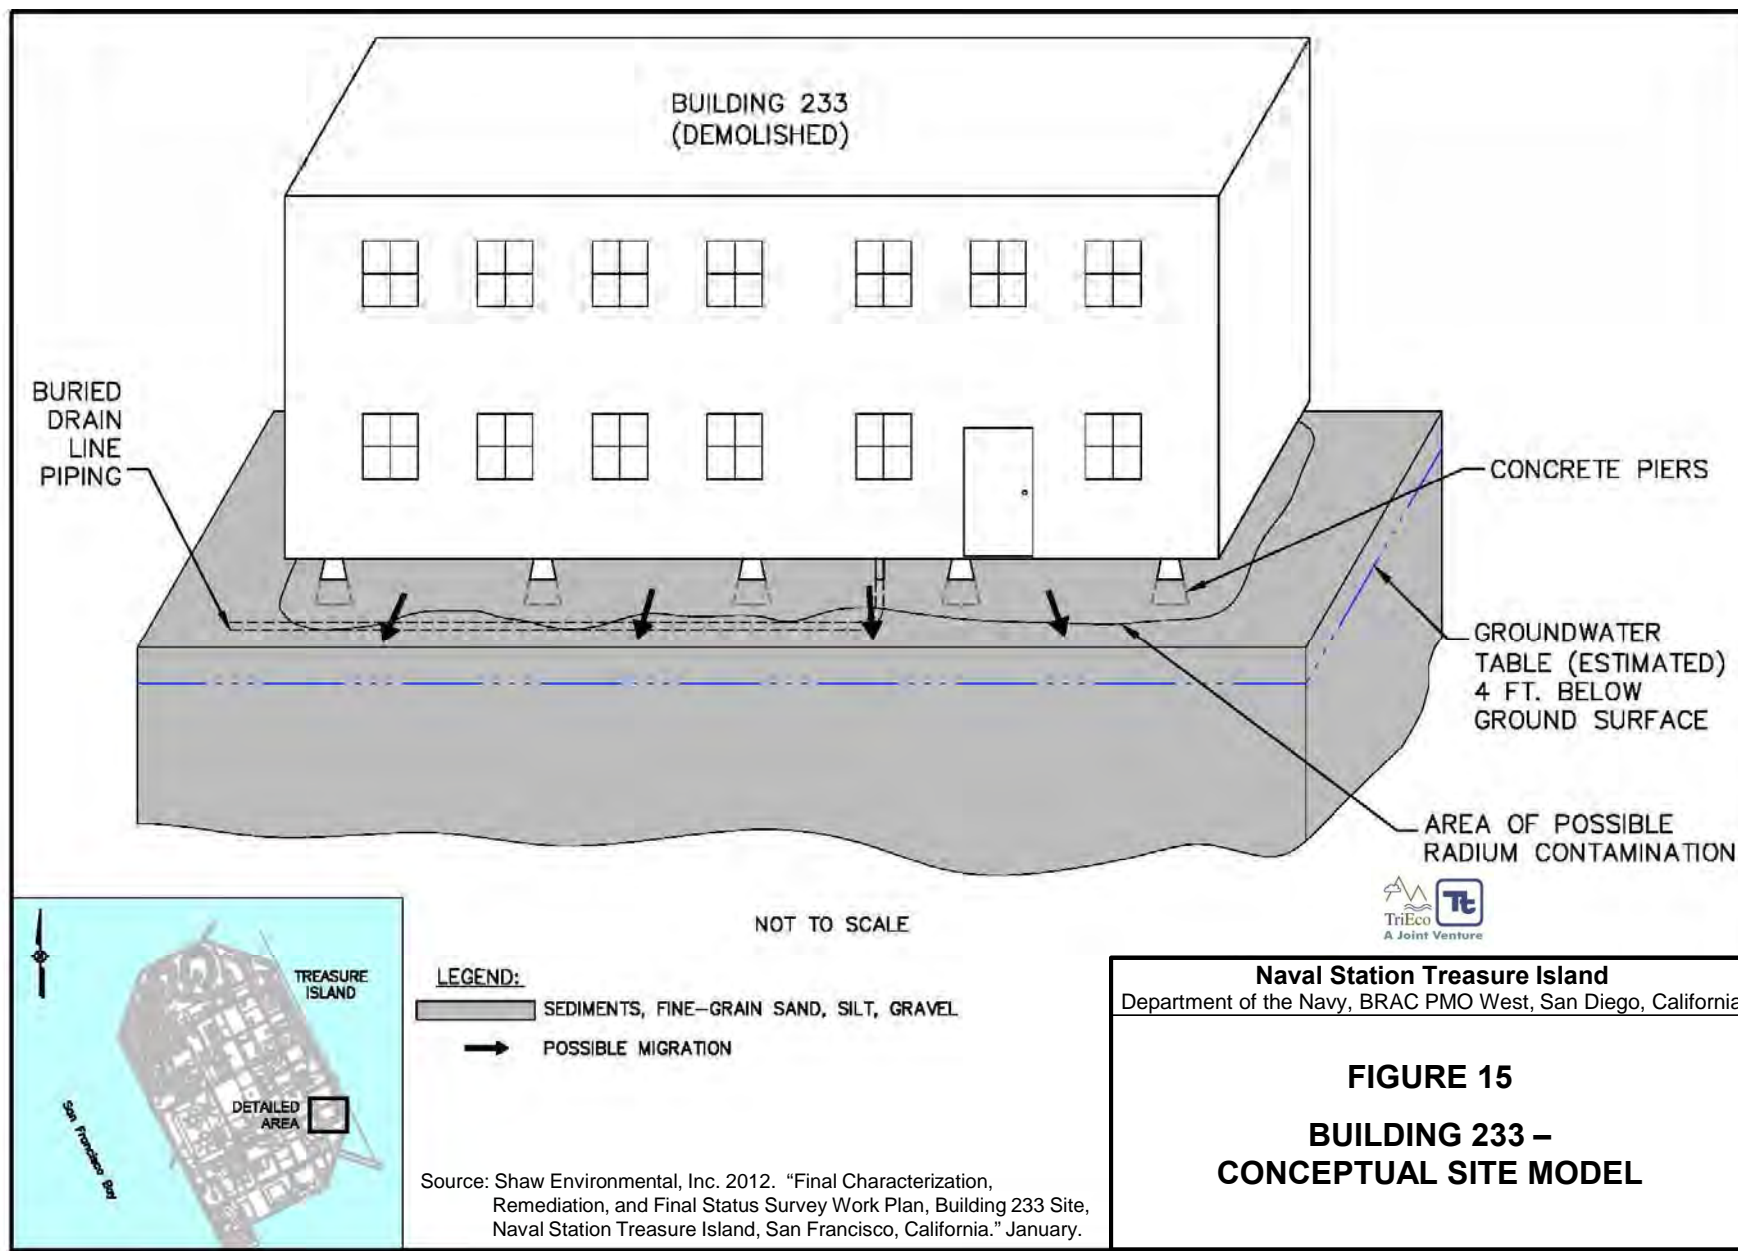 BUILDING 233
(DEMOLISHED)
BURIED
DRAIN
LINE
PIPING
CONCRETE PIERS
GROUNDWATER
TABLE (ESTIMATED)
4 FT. BELOW
GROUND SURFACE
AREA OF POSSIBLE
RADIUM CONTAMINATION
TriEco
Tt
A Joint Venture
NOT TO SCALE
LEGEND:
SEDIMENTS, FINE-GRAIN SAND, SILT, GRAVEL
POSSIBLE MIGRATION
TREASURE
ISLAND
DETAILED
AREA
San Francisco Bay
Source: Shaw Environmental, Inc. 2012. “Final Characterization,
Remediation, and Final Status Survey Work Plan, Building 233 Site,
Naval Station Treasure Island, San Francisco, California.” January.
Naval Station Treasure Island
Department of the Navy, BRAC PMO West, San Diego, California
FIGURE 15
BUILDING 233 –
CONCEPTUAL SITE MODEL